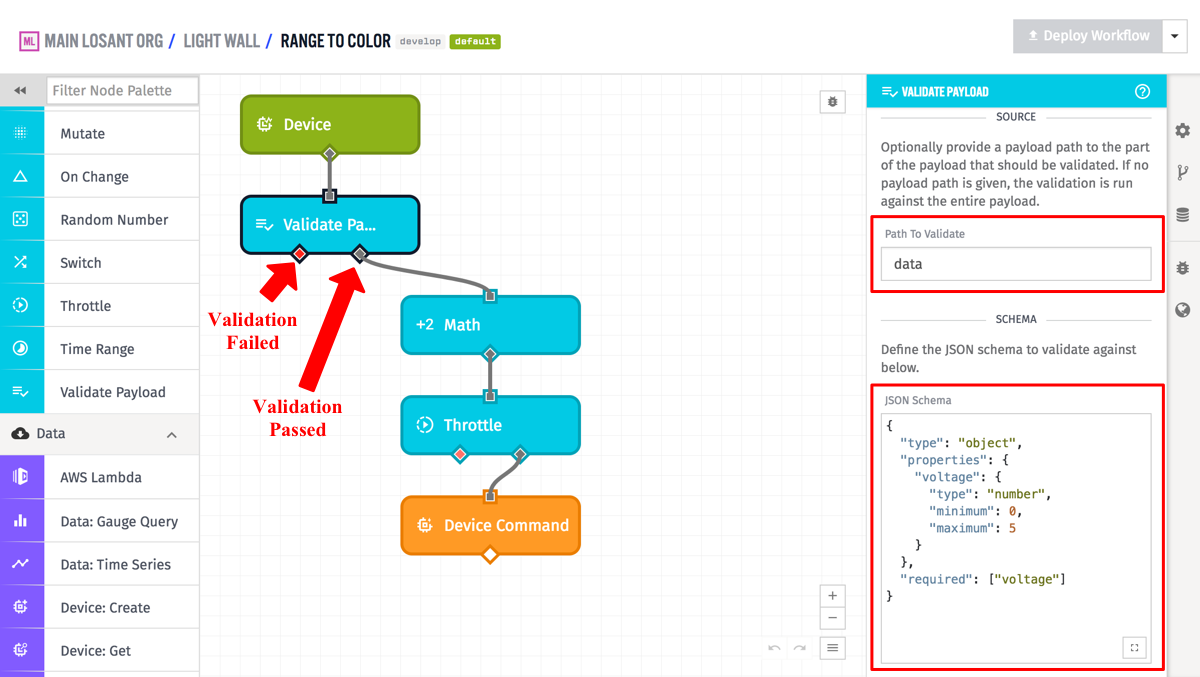 ML MAIN LOSANT ORG / LIGHT WALL / RANGE TO COLOR develop default
Deploy Workflow
Filter Node Palette
Mutate
On Change
Random Number
Switch
Throttle
Time Range
Validate Payload
Data
AWS Lambda
Data: Gauge Query
Data: Time Series
Device: Create
Device: Get
Device
Validate Pa...
Validation
Failed
Validation
Passed
+2 Math
Throttle
Device Command
VALIDATE PAYLOAD
SOURCE
Optionally provide a payload path to the part
of the payload that should be validated. If no
payload path is given, the validation is run
against the entire payload.
Path To Validate
data
SCHEMA
Define the JSON schema to validate against
below.
JSON Schema
{
"type": "object",
"properties": {
"voltage": {
"type": "number",
"minimum": 0,
"maximum": 5
}
},
"required": ["voltage"]
}